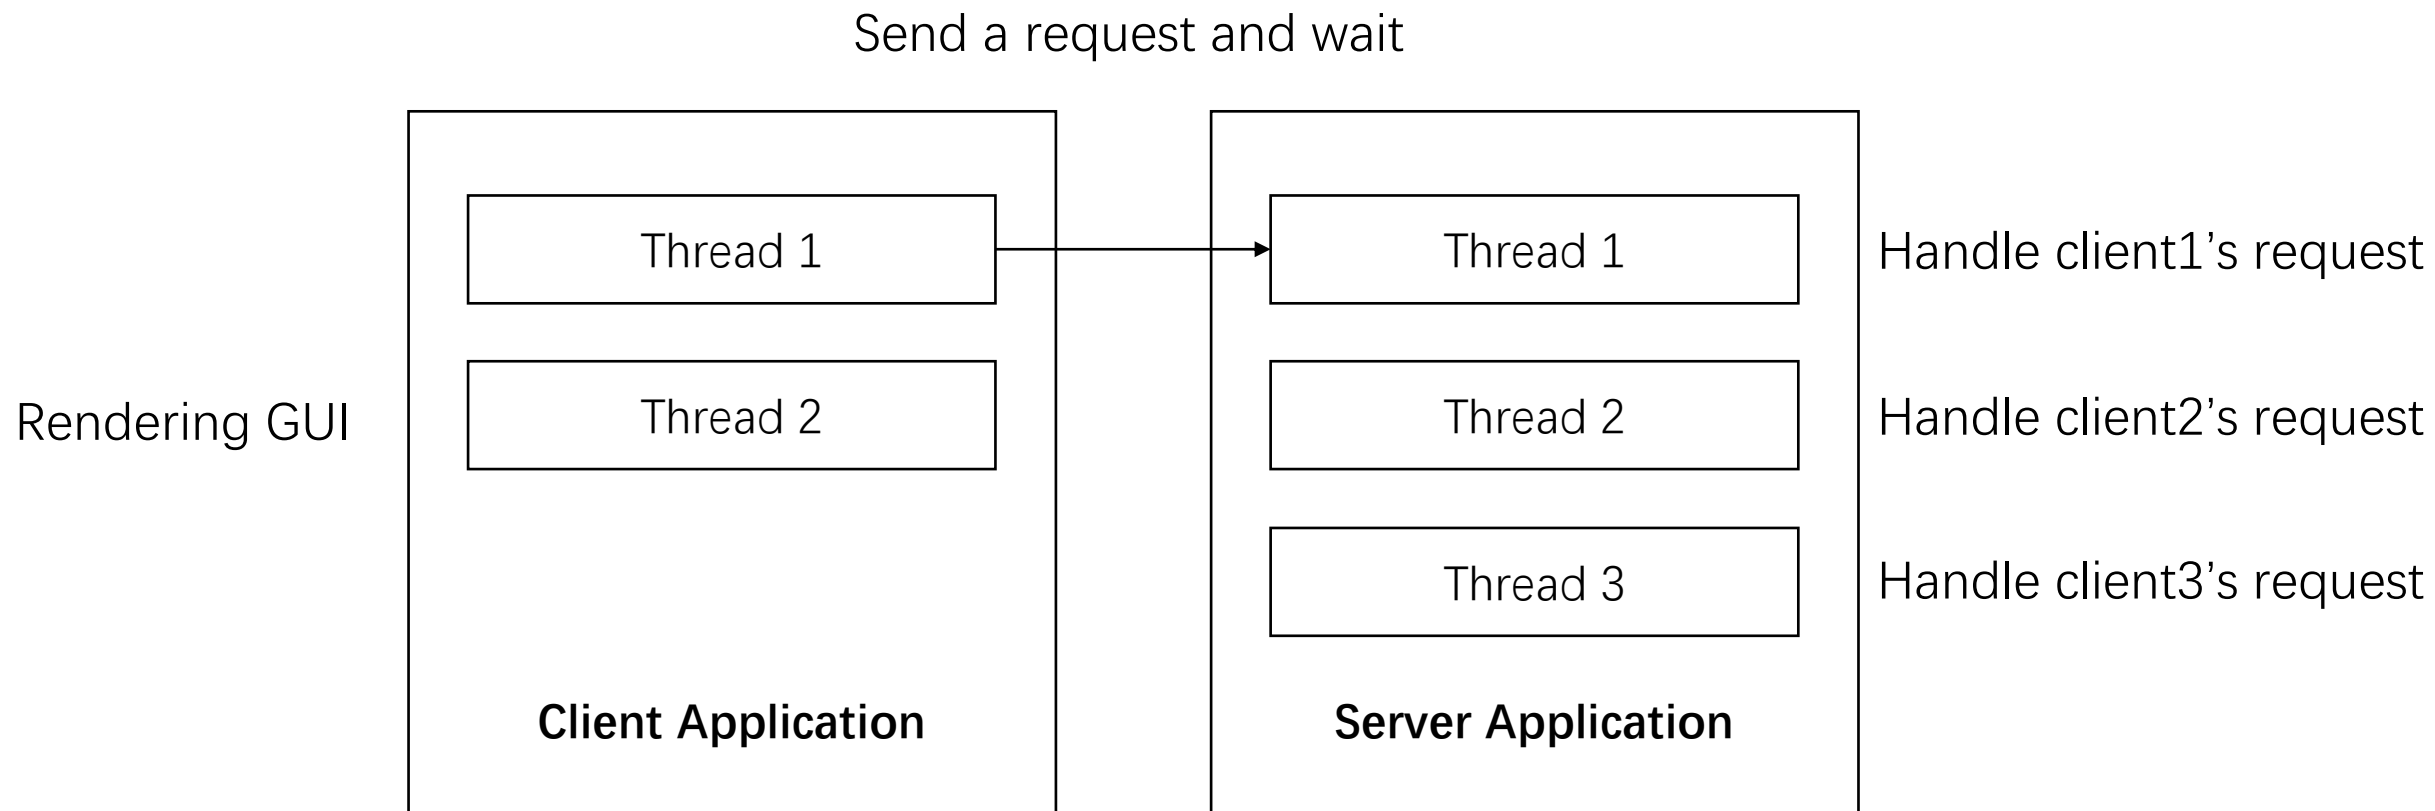 Send a request and wait
Thread 1
Thread 1
Handle client1’s request
Rendering GUI
Thread 2
Thread 2
Handle client2’s request
Thread 3
Handle client3’s request
Client Application
Server Application